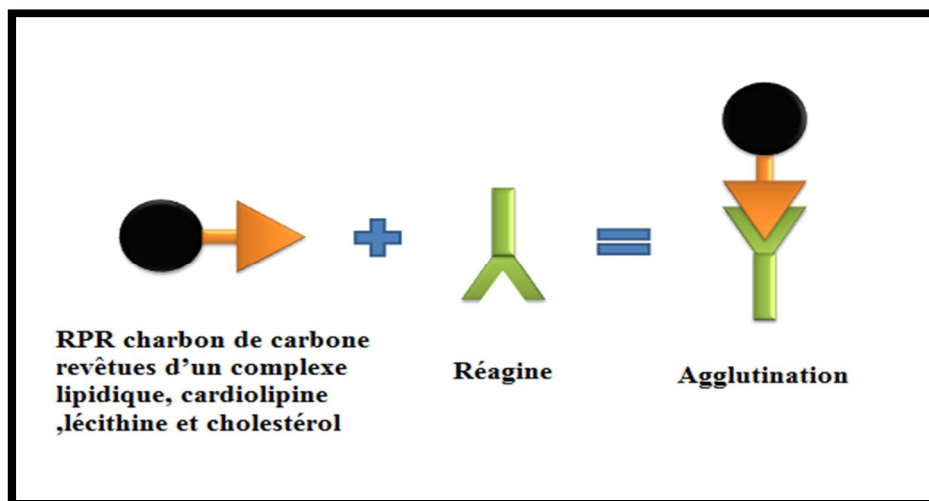 RPR charbon de carbone
revêtues d'un complexe
lipidique, cardiolipine
,lécithine et cholestérol
Réagine
Agglutination